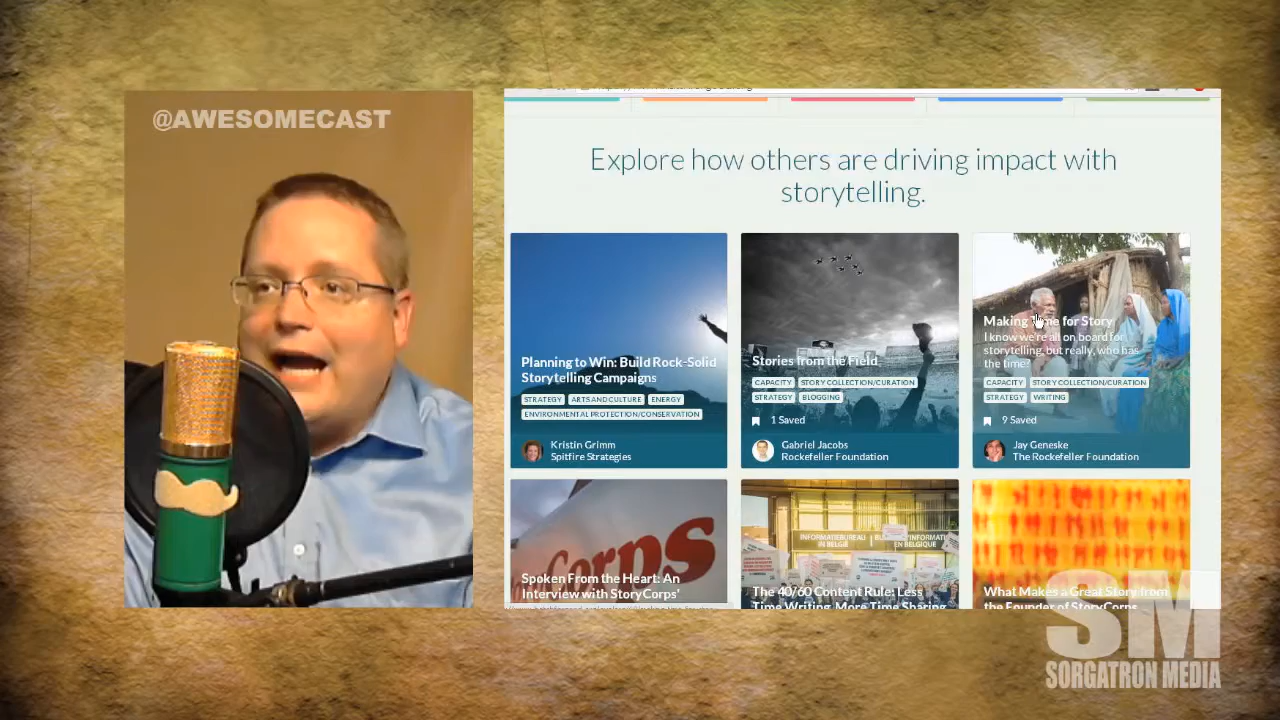 @AWESOMECAST
Explore how others are driving impact with
storytelling.
Planning to Win: Build Rock-Solid
Storytelling Campaigns
STRATEGY ARTS AND CULTURE ENERGY
ENVIRONMENTAL PROTECTION/CONSERVATION
Kristin Grimm
Spitfire Strategies
Stories from the Field
CAPACITY STORY COLLECTION/CURATION
STRATEGY BLOGGING
1 Saved
Gabriel Jacobs
Rockefeller Foundation
Making Time for Story
I know we're all on board for
storytelling, but really, who has
the time?
CAPACITY STORY COLLECTION/CURATION
STRATEGY WRITING
9 Saved
Jay Geneske
The Rockefeller Foundation
Corps
Spoken From the Heart: An
Interview with StoryCorps'
INFORMATIEBUREAU
IN BELGIË
EN BELGIQUE
The 40/60 Content Rule: Less
Time Writing, More Time Sharing
What Makes a Great Story from
the Founder of StoryCorps
SM
SORGATRON MEDIA